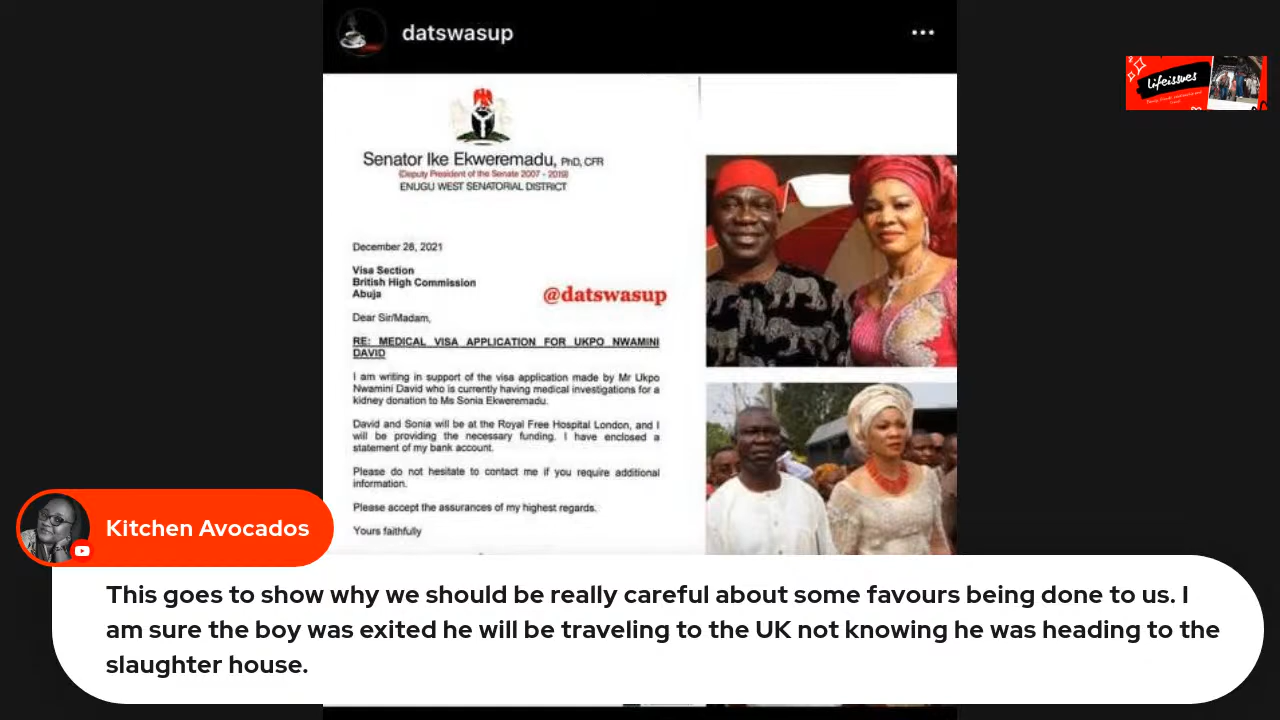 datswasup
lifeissues
Senator Ike Ekweremadu, PhD, CFR
(Deputy President of the Senate 2007 - 2019)
ENUGU WEST SENATORIAL DISTRICT
December 28, 2021
Visa Section
British High Commission
Abuja
@datswasup
Dear Sir/Madam,
RE: MEDICAL VISA APPLICATION FOR UKPO NWAMINI
DAVID
I am writing in support of the visa application made by Mr Ukpo
Nwamini David who is currently having medical investigations for a
kidney donation to Ms Sonia Ekweremadu.
David and Sonia will be at the Royal Free Hospital London, and I
will be providing the necessary funding. I have enclosed a
statement of my bank account.
Please do not hesitate to contact me if you require additional
information.
Please accept the assurances of my highest regards.
Yours faithfully
Kitchen Avocados
This goes to show why we should be really careful about some favours being done to us. I
am sure the boy was exited he will be traveling to the UK not knowing he was heading to the
slaughter house.